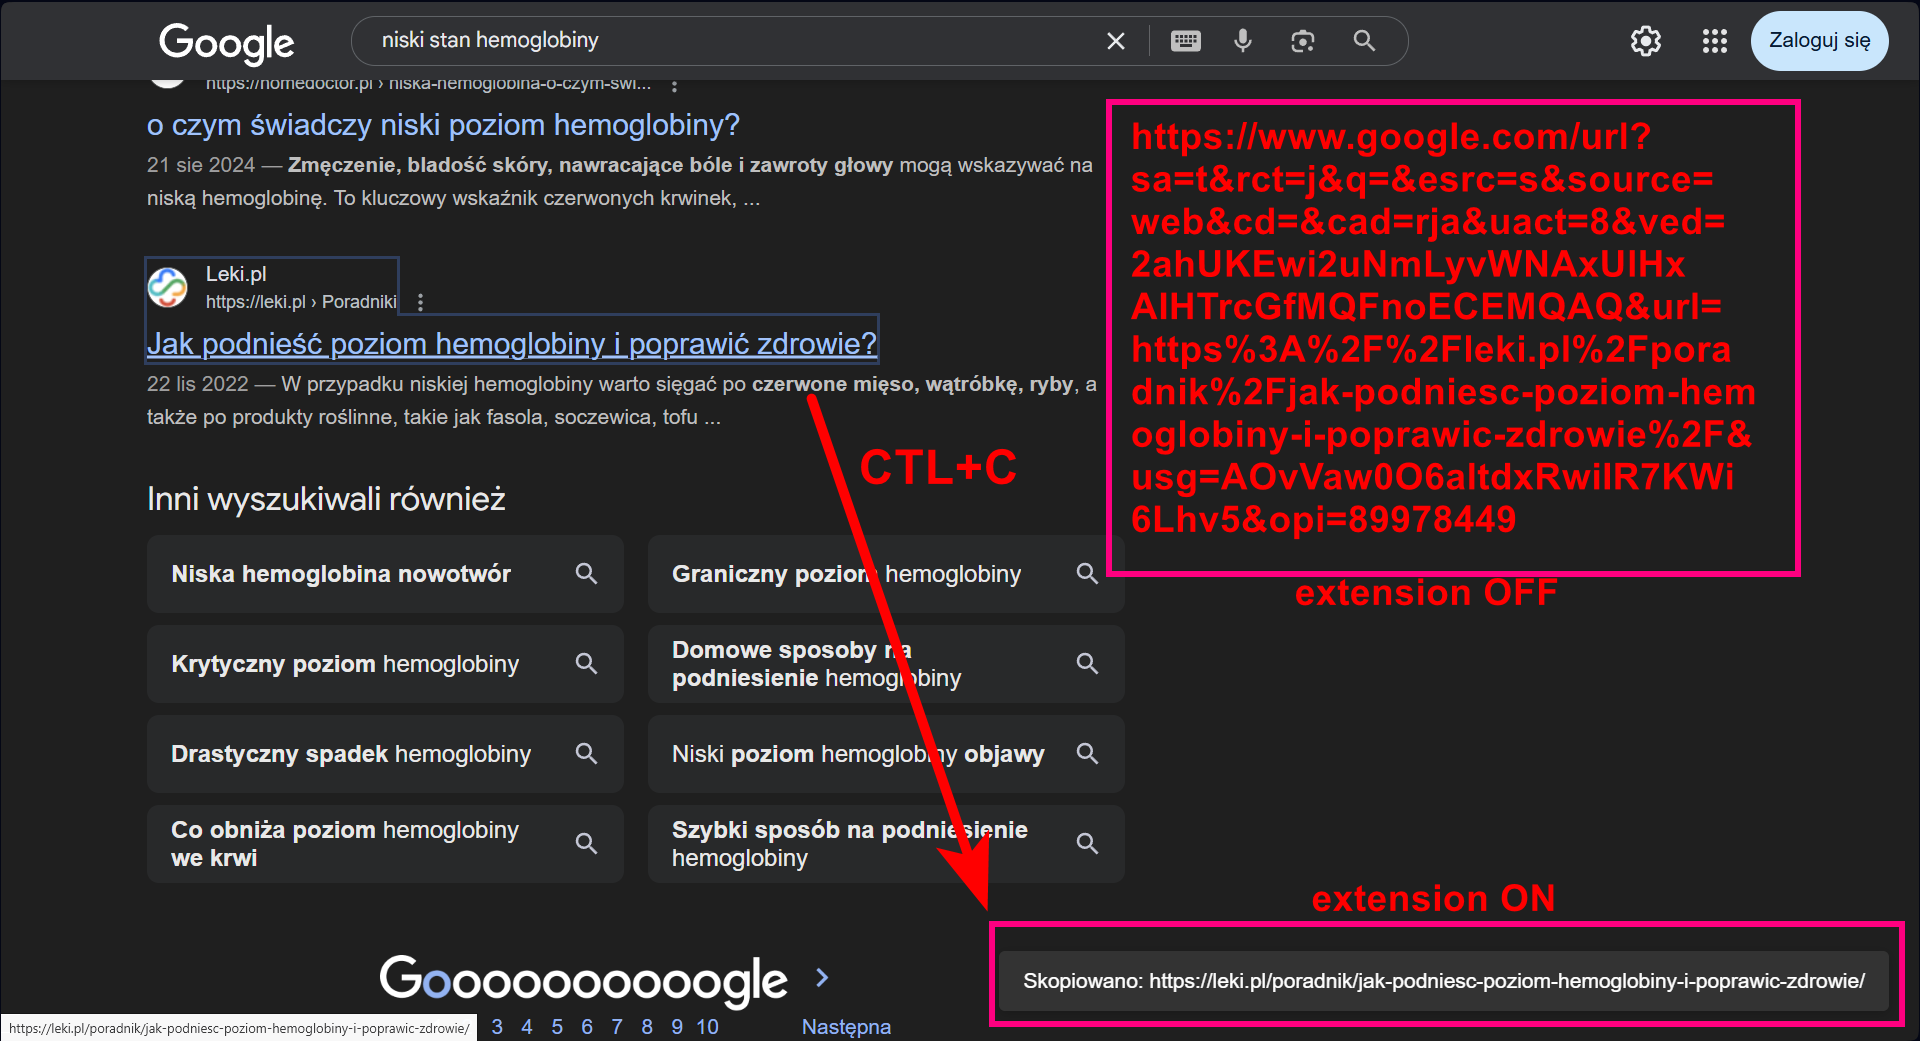 Google
niski stan hemoglobiny
Zaloguj się
https://homedoctor.pl › niska-hemoglobina-o-czym-swi...
o czym świadczy niski poziom hemoglobiny?
21 sie 2024 — Zmęczenie, bladość skóry, nawracające bóle i zawroty głowy mogą wskazywać na
niską hemoglobinę. To kluczowy wskaźnik czerwonych krwinek, ...
Leki.pl
https://leki.pl › Poradniki
Jak podnieść poziom hemoglobiny i poprawić zdrowie?
22 lis 2022 — W przypadku niskiej hemoglobiny warto sięgać po czerwone mięso, wątróbkę, ryby, a
także po produkty roślinne, takie jak fasola, soczewica, tofu ...
https://www.google.com/url?
sa=t&rct=j&q=&esrc=s&source=
web&cd=&cad=rja&uact=8&ved=
2ahUKEwi2uNmLyvWNAxUlHx
AIHTrcGfMQFnoECEMQAQ&url=
https%3A%2F%2Fleki.pl%2Fpora
dnik%2Fjak-podniesc-poziom-hem
oglobiny-i-poprawic-zdrowie%2F&
usg=AOvVaw0O6altdxRwilR7KWi
6Lhv5&opi=89978449
extension OFF
CTL+C
Inni wyszukiwali również
Niska hemoglobina nowotwór
Graniczny poziom hemoglobiny
Krytyczny poziom hemoglobiny
Domowe sposoby na
podniesienie hemoglobiny
Drastyczny spadek hemoglobiny
Niski poziom hemoglobiny objawy
Co obniża poziom hemoglobiny
we krwi
Szybki sposób na podniesienie
hemoglobiny
extension ON
Skopiowano: https://leki.pl/poradnik/jak-podniesc-poziom-hemoglobiny-i-poprawic-zdrowie/
Goooooooooogle
https://leki.pl/poradnik/jak-podniesc-poziom-hemoglobiny-i-poprawic-zdrowie/
3 4 5 6 7 8 9 10 Następna